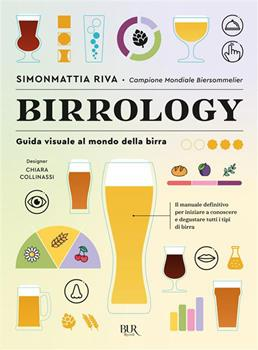 SIMONMATTIA RIVA • Campione Mondiale Biersommelier
BIRROLOGY
Guida visuale al mondo della birra
Designer
CHIARA
COLLINASSI
Il manuale definitivo
per iniziare a conoscere
e degustare tutti i tipi
di birra
BUR